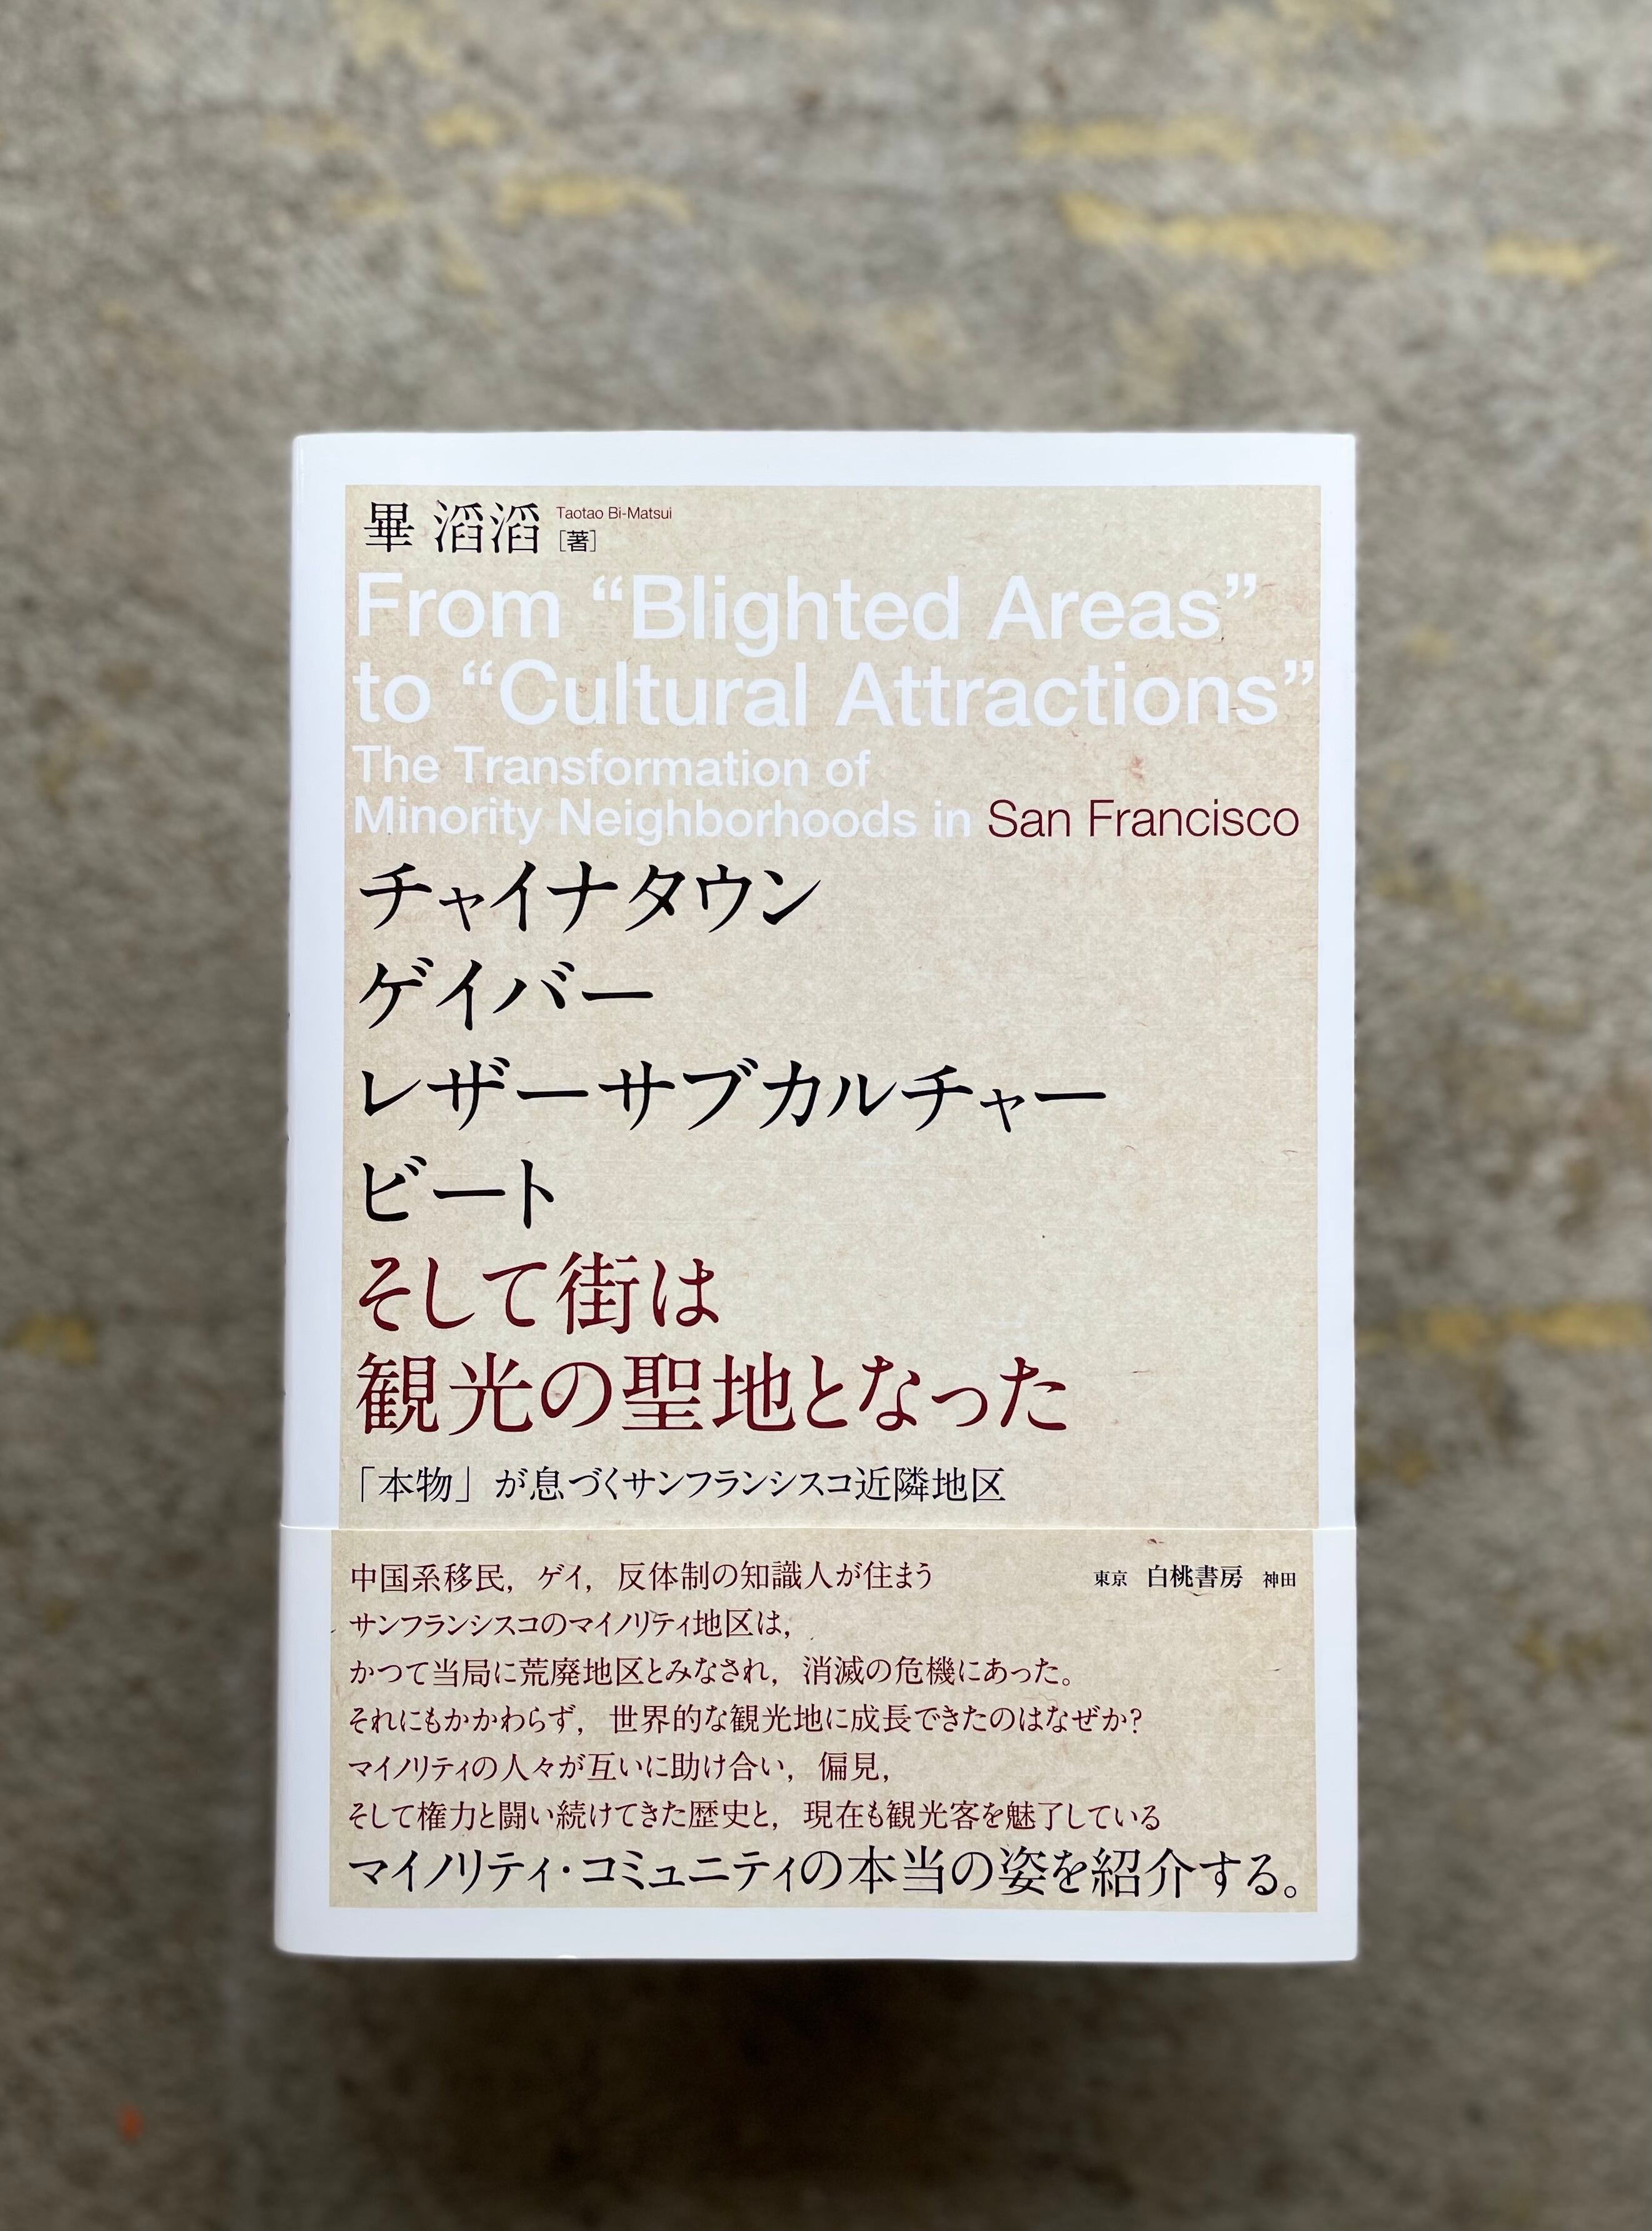 畢 滔滔 Taotao Bi-Matsui
[著]
From “Blighted Areas”
to “Cultural Attractions”
The Transformation of
Minority Neighborhoods in San Francisco
チャイナタウン
ゲイバー
レザーサブカルチャー
ビート
そして街は
観光の聖地となった
「本物」が息づくサンフランシスコ近隣地区
中国系移民，ゲイ，反体制の知識人が住まう
東京 白桃書房 神田
サンフランシスコのマイノリティ地区は，
かつて当局に荒廃地区とみなされ，消滅の危機にあった。
それにもかかわらず，世界的な観光地に成長できたのはなぜか？
マイノリティの人々が互いに助け合い，偏見，
そして権力と闘い続けてきた歴史と，現在も観光客を魅了している
マイノリティ・コミュニティの本当の姿を紹介する。